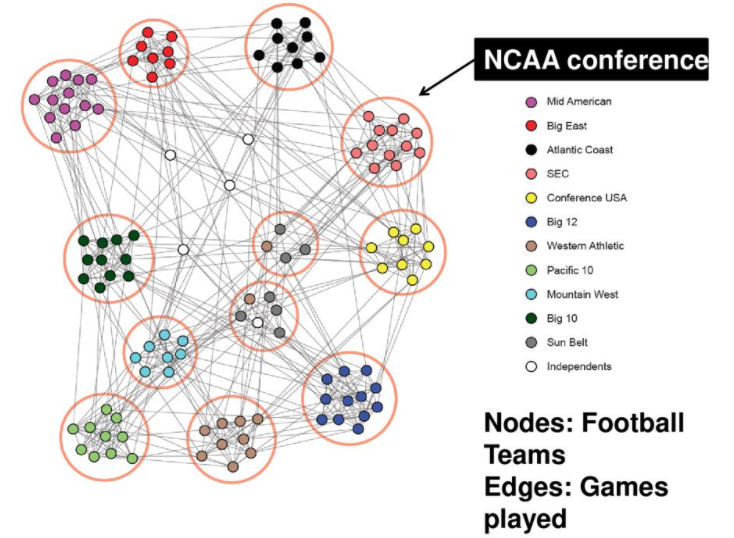 NCAA conference
Mid American
Big East
Atlantic Coast
SEC
Conference USA
Big 12
Western Athletic
Pacific 10
Mountain West
Big 10
Sun Belt
Independents
Nodes: Football
Teams
Edges: Games
played